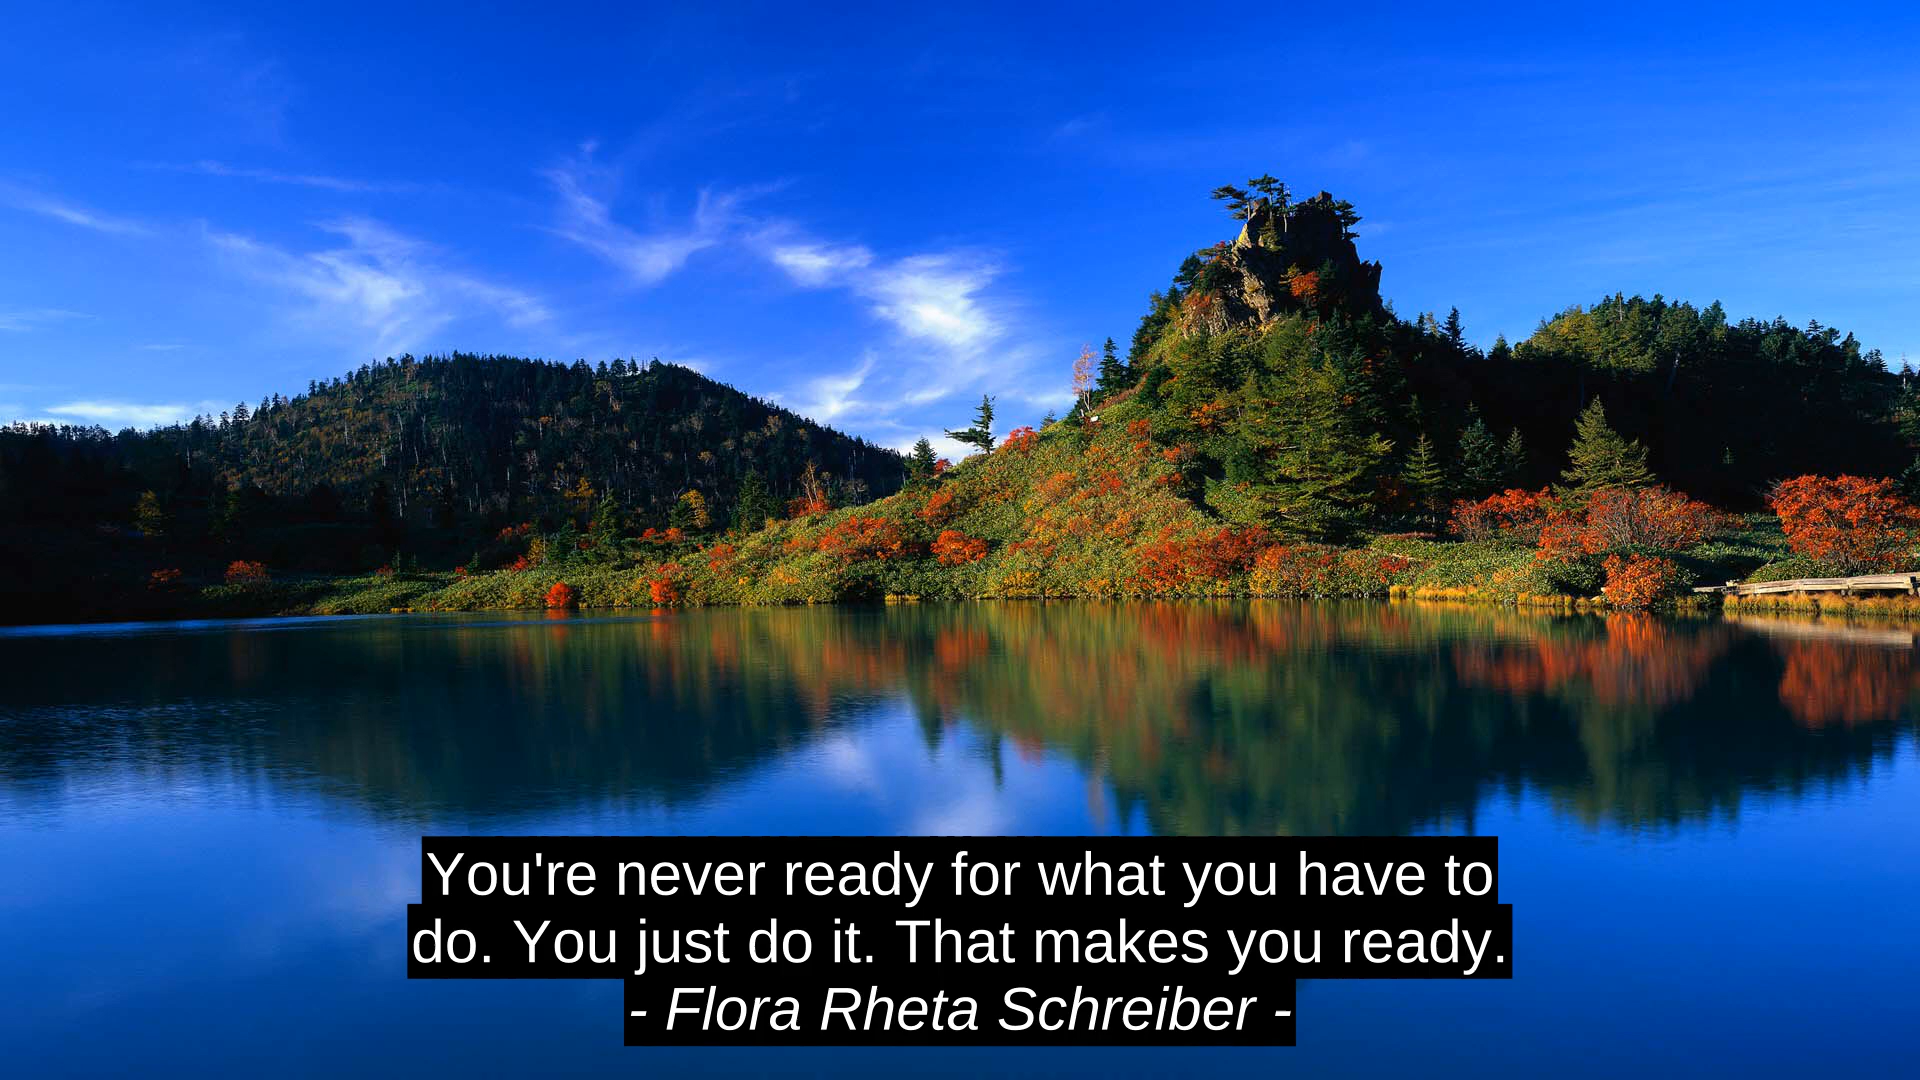 You're never ready for what you have to
do. You just do it. That makes you ready.
- Flora Rheta Schreiber -